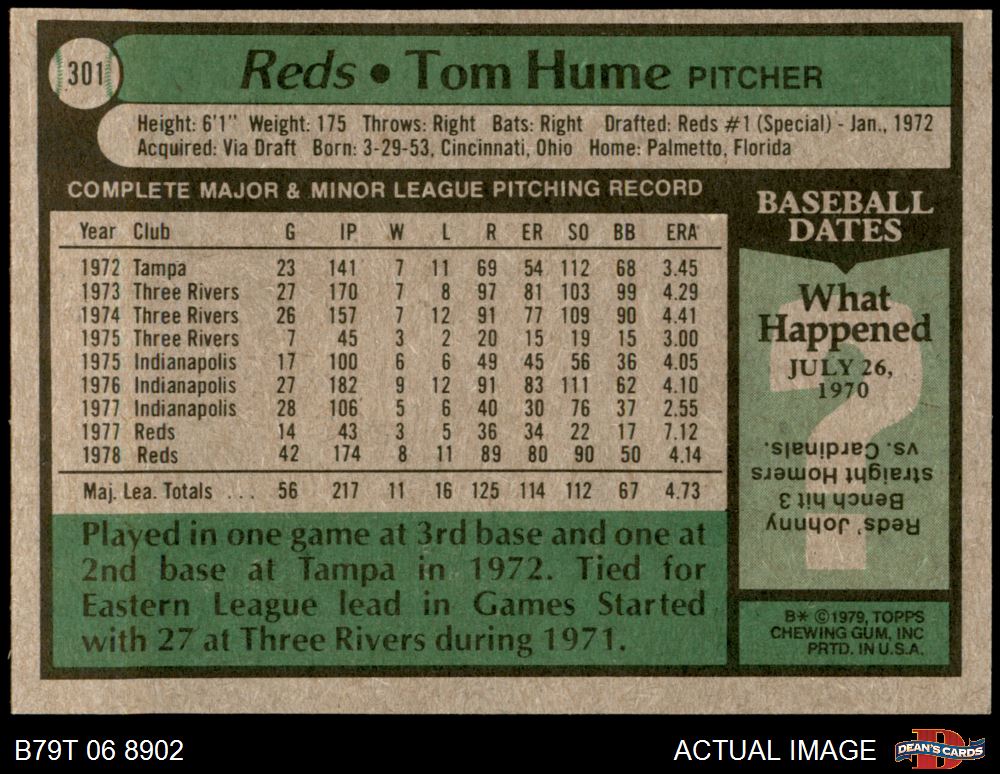 301
Reds • Tom Hume PITCHER
Height: 6'1" Weight: 175 Throws: Right Bats: Right Drafted: Reds #1 (Special) - Jan., 1972
Acquired: Via Draft Born: 3-29-53, Cincinnati, Ohio Home: Palmetto, Florida
COMPLETE MAJOR & MINOR LEAGUE PITCHING RECORD
Year Club G IP W L R ER SO BB ERA
1972 Tampa 23 141 7 11 69 54 112 68 3.45
1973 Three Rivers 27 170 7 8 97 81 103 99 4.29
1974 Three Rivers 26 157 7 12 91 77 109 90 4.41
1975 Three Rivers 7 45 3 2 20 15 19 15 3.00
1975 Indianapolis 17 100 6 6 49 45 56 36 4.05
1976 Indianapolis 27 182 9 12 91 83 111 62 4.10
1977 Indianapolis 28 106 5 6 40 30 76 37 2.55
1977 Reds 14 43 3 5 36 34 22 17 7.12
1978 Reds 42 174 8 11 89 80 90 50 4.14
Maj. Lea. Totals ... 56 217 11 16 125 114 112 67 4.73
Played in one game at 3rd base and one at
2nd base at Tampa in 1972. Tied for
Eastern League lead in Games Started
with 27 at Three Rivers during 1971.
BASEBALL
DATES
What
Happened
JULY 26,
1970
?
Reds' Johnny
Bench hit 3
straight Homers
vs. Cardinals.
B* ©1979, TOPPS
CHEWING GUM, INC
PRTD. IN U.S.A.
B79T 06 8902
ACTUAL IMAGE
DEAN'S CARDS